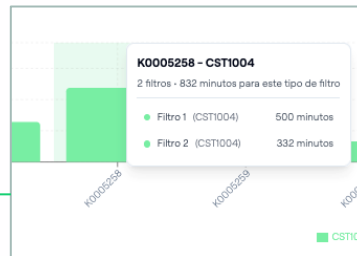 K0005258 - CST1004
2 filtros - 832 minutos para este tipo de filtro
Filtro 1 (CST1004) 500 minutos
Filtro 2 (CST1004) 332 minutos
K0005258
K0005259